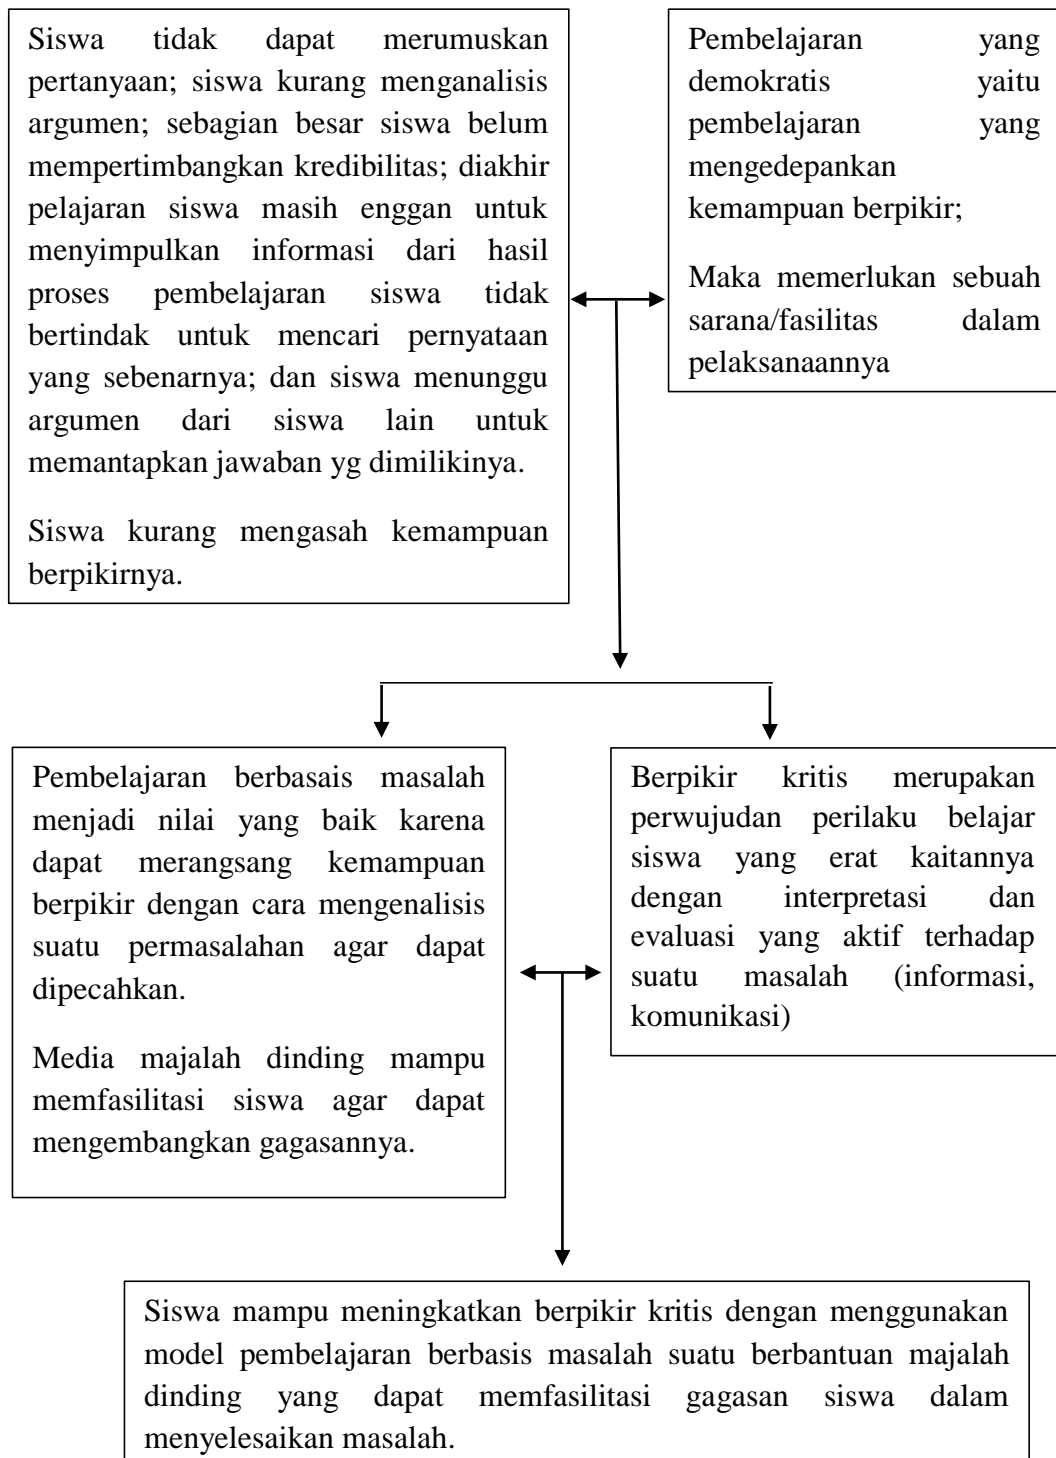 Siswa tidak dapat merumuskan
pertanyaan; siswa kurang menganalisis
argumen; sebagian besar siswa belum
mempertimbangkan kredibilitas; diakhir
pelajaran siswa masih enggan untuk
menyimpulkan informasi dari hasil
proses pembelajaran siswa tidak
bertindak untuk mencari pernyataan
yang sebenarnya; dan siswa menunggu
argumen dari siswa lain untuk
memantapkan jawaban yg dimilikinya.
Siswa kurang mengasah kemampuan
berpikirnya.
Pembelajaran yang
demokratis yaitu
pembelajaran yang
mengedepankan
kemampuan berpikir;
Maka memerlukan sebuah
sarana/fasilitas dalam
pelaksanaannya
Pembelajaran berbasais masalah
menjadi nilai yang baik karena
dapat merangsang kemampuan
berpikir dengan cara mengenalisis
suatu permasalahan agar dapat
dipecahkan.
Media majalah dinding mampu
memfasilitasi siswa agar dapat
mengembangkan gagasannya.
Berpikir kritis merupakan
perwujudan perilaku belajar
siswa yang erat kaitannya
dengan interpretasi dan
evaluasi yang aktif terhadap
suatu masalah (informasi,
komunikasi)
Siswa mampu meningkatkan berpikir kritis dengan menggunakan
model pembelajaran berbasis masalah suatu berbantuan majalah
dinding yang dapat memfasilitasi gagasan siswa dalam
menyelesaikan masalah.